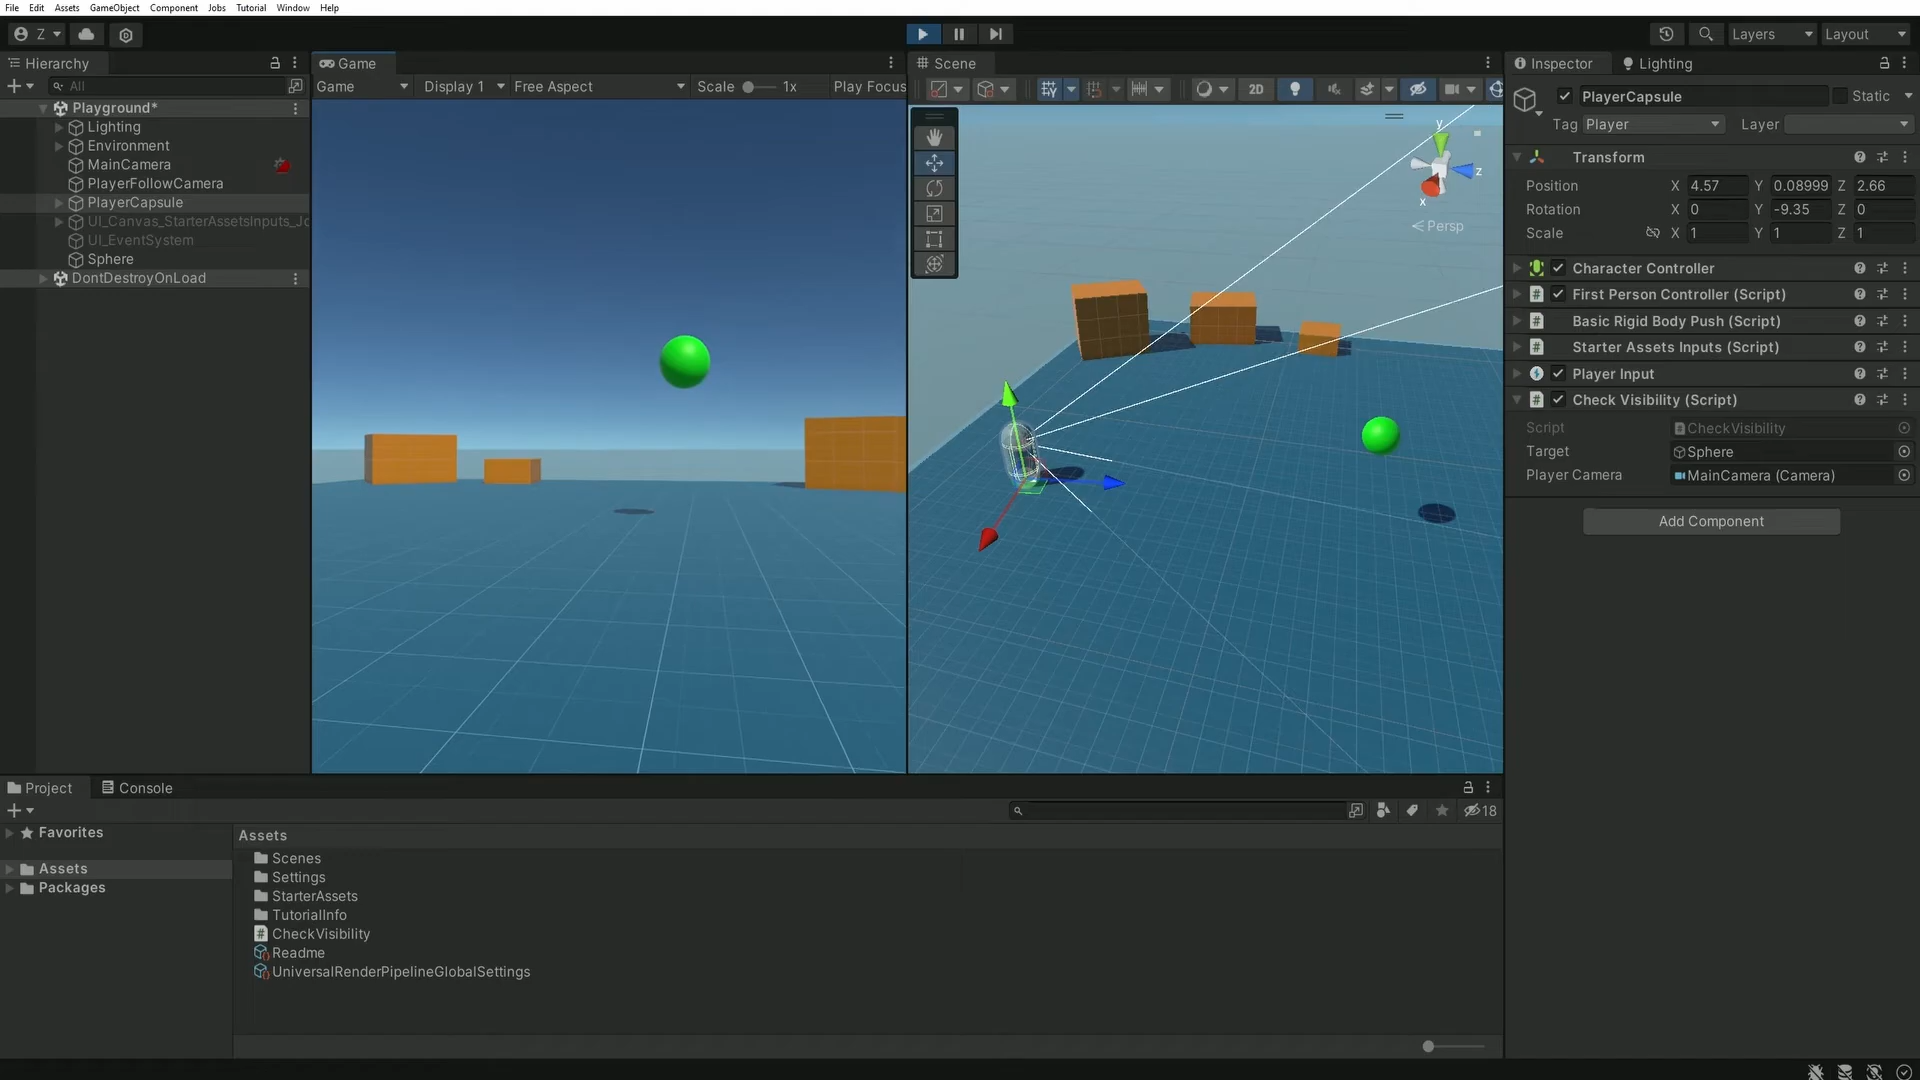 File Edit Assets GameObject Component Jobs Tutorial Window Help
Z
Layers
Layout
Hierarchy
All
Playground*
Lighting
Environment
MainCamera
PlayerFollowCamera
PlayerCapsule
UI_Canvas_StarterAssetsInputs_Jo
UI_EventSystem
Sphere
DontDestroyOnLoad
Game
Game Display 1 Free Aspect Scale 1x Play Focus
Scene
2D
y
z
x
Persp
Inspector Lighting
PlayerCapsule Static
Tag Player Layer
Transform
Position X 4.57 Y 0.08999 Z 2.66
Rotation X 0 Y -9.35 Z 0
Scale X 1 Y 1 Z 1
Character Controller
First Person Controller (Script)
Basic Rigid Body Push (Script)
Starter Assets Inputs (Script)
Player Input
Check Visibility (Script)
Script CheckVisibility
Target Sphere
Player Camera MainCamera (Camera)
Add Component
Project Console
18
Favorites
Assets
Packages
Assets
Scenes
Settings
StarterAssets
TutorialInfo
CheckVisibility
Readme
UniversalRenderPipelineGlobalSettings